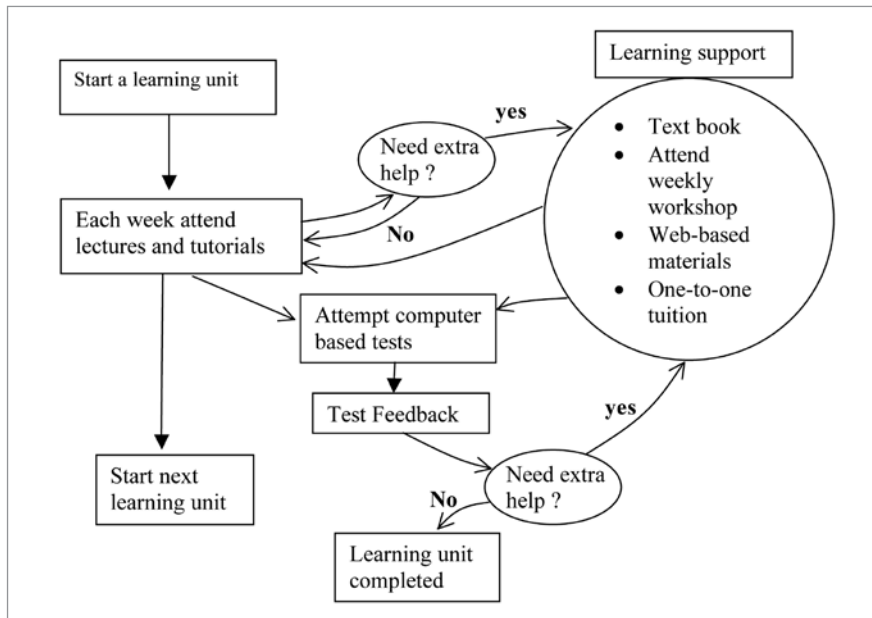 Learning support
Start a learning unit
yes
Need extra
help ?
• Text book
• Attend
weekly
workshop
• Web-based
materials
• One-to-one
tuition
Each week attend
lectures and tutorials
No
Attempt computer
based tests
Test Feedback
yes
Start next
learning unit
Need extra
help ?
No
Learning unit
completed